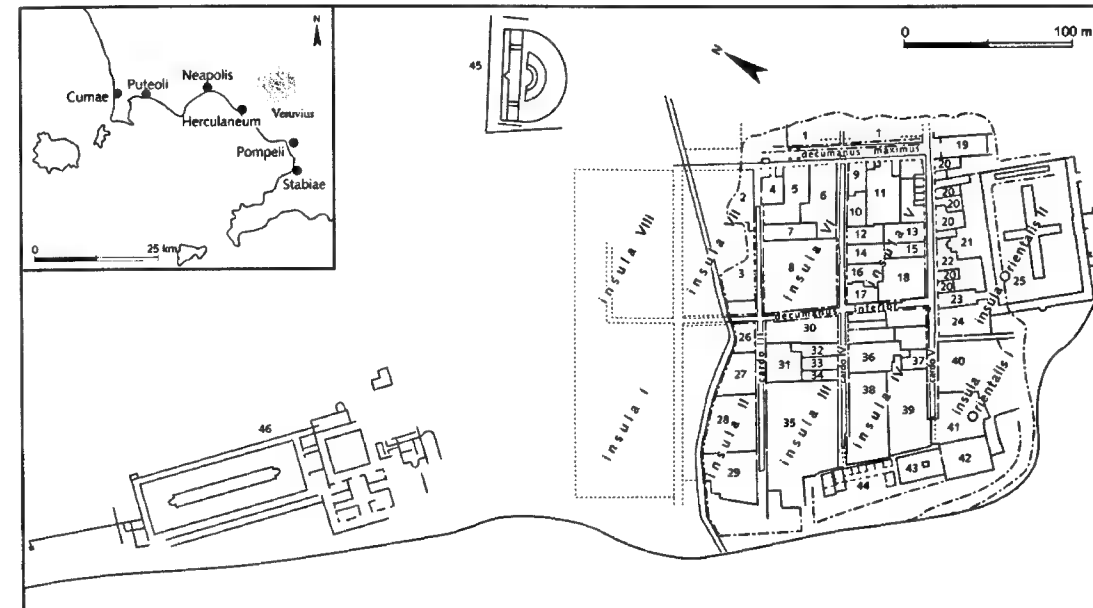 N
Neapolis
Cumae
Puteoli
Herculaneum
Vesuvius
Pompeii
Stabiae
0 25 km
45
N
0 100 m
1
decumanus maximus
19
2 4 5 6 9 11 20
20
20
10
7 12 13
14 15 21
3 8 16 18 22
17 20
20
23
25
24
insula VIII
insula VII
insula VI
insula V
insula Orientalis II
decumanus inferior
26 30
cardo III
cardo IV
cardo V
27 31 32 36 37 40
33
34
28 35 38 39
29 41
43 42
44
insula I
insula II
insula III
insula IV
insula Orientalis I
46